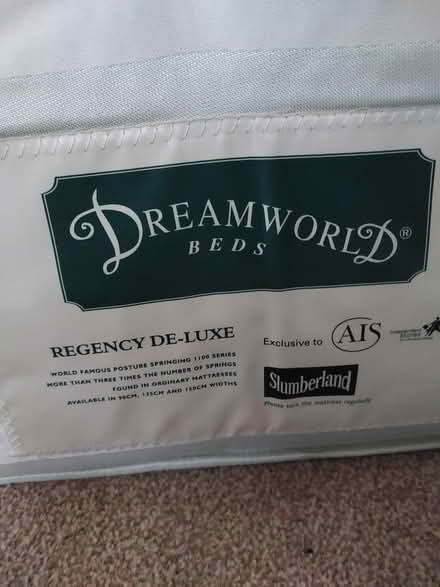 DREAMWORLD®
BEDS
REGENCY DE-LUXE
WORLD FAMOUS POSTURE SPRINGING 1100 SERIES
MORE THAN THREE TIMES THE NUMBER OF SPRINGS
FOUND IN ORDINARY MATTRESSES
AVAILABLE IN 90CM, 135CM AND 150CM WIDTHS
Exclusive to AIS
Independent
Slumberland
please turn the mattress regularly